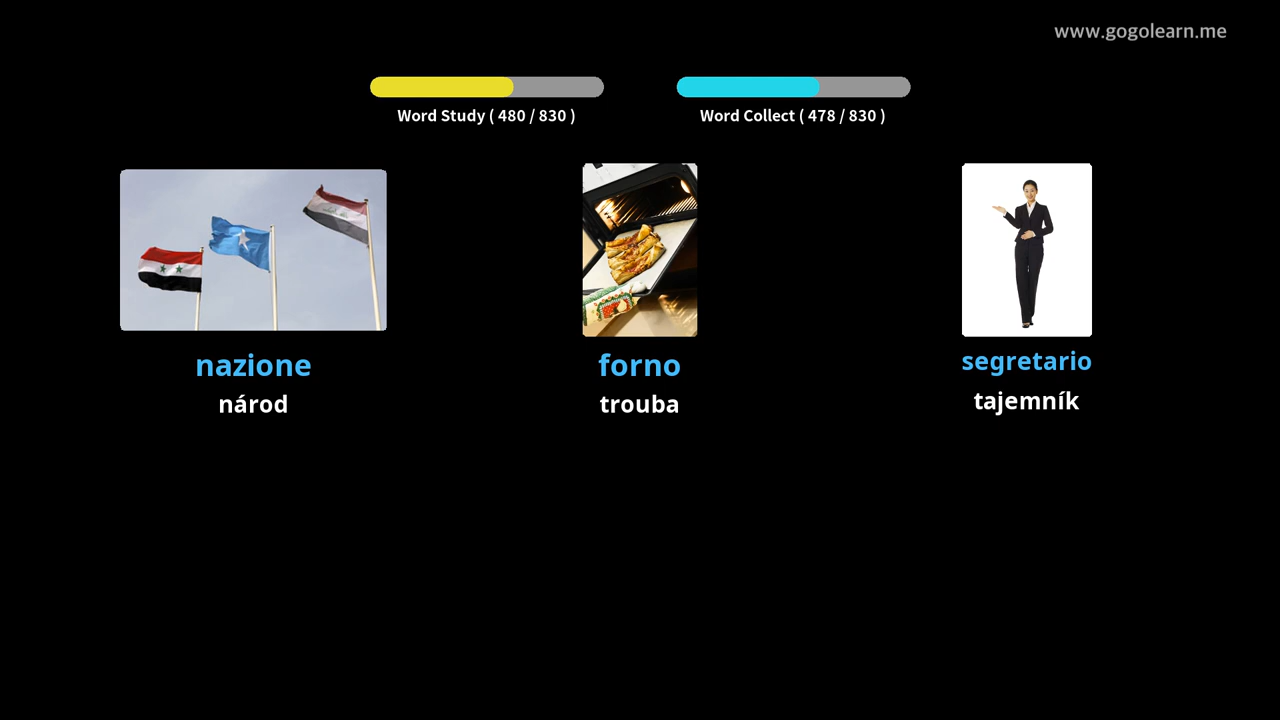 www.gogolearn.me
Word Study ( 480 / 830 )
Word Collect ( 478 / 830 )
nazione
národ
forno
trouba
segretario
tajemník